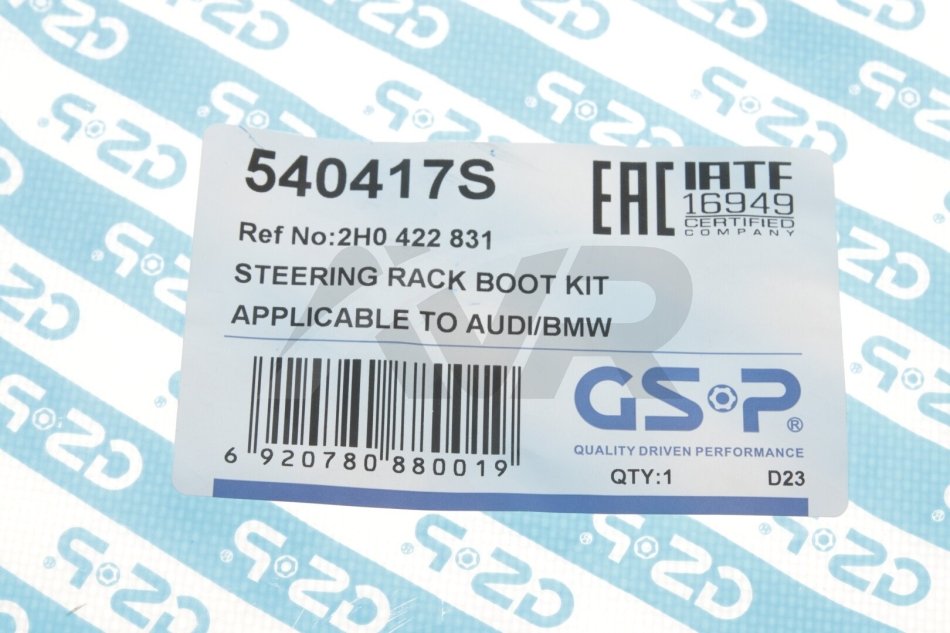 540417S
EAC
IATF
16949
CERTIFIED
COMPANY
Ref No:2H0 422 831
STEERING RACK BOOT KIT
APPLICABLE TO AUDI/BMW
GSP®
QUALITY DRIVEN PERFORMANCE
6 920780 880019
QTY:1 D23